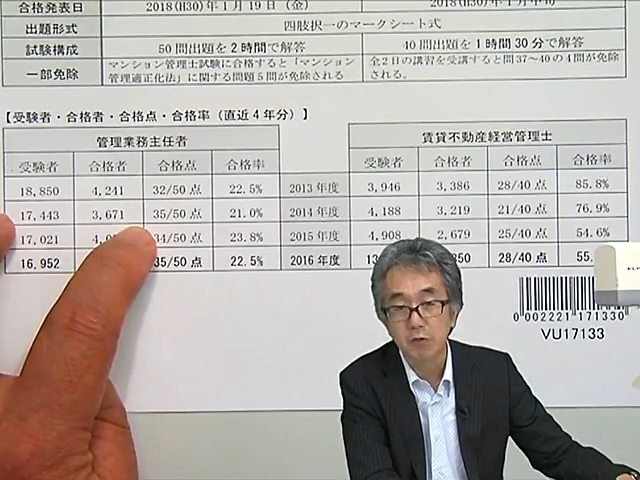 合格発表日 2018(H30)年1月19日(金) 2018(H30)年1月中旬
出題形式 四肢択一のマークシート式
試験構成 50問出題を2時間で解答 40問出題を1時間30分で解答
一部免除 マンション管理士試験に合格すると「マンション管理適正化法」に関する問題5問が免除される 全2日の講習を受講すると問37～40の4問が免除される。
【受験者・合格者・合格点・合格率（直近4年分）】
管理業務主任者 賃貸不動産経営管理士
受験者 合格者 合格点 合格率 受験者 合格者 合格点 合格率
18,850 4,241 32/50点 22.5% 2013年度 3,946 3,386 28/40点 85.8%
17,443 3,671 35/50点 21.0% 2014年度 4,188 3,219 21/40点 76.9%
17,021 34/50点 23.8% 2015年度 4,908 2,679 25/40点 54.6%
16,952 35/50点 22.5% 2016年度 28/40点
0 002221 171330
VU17133